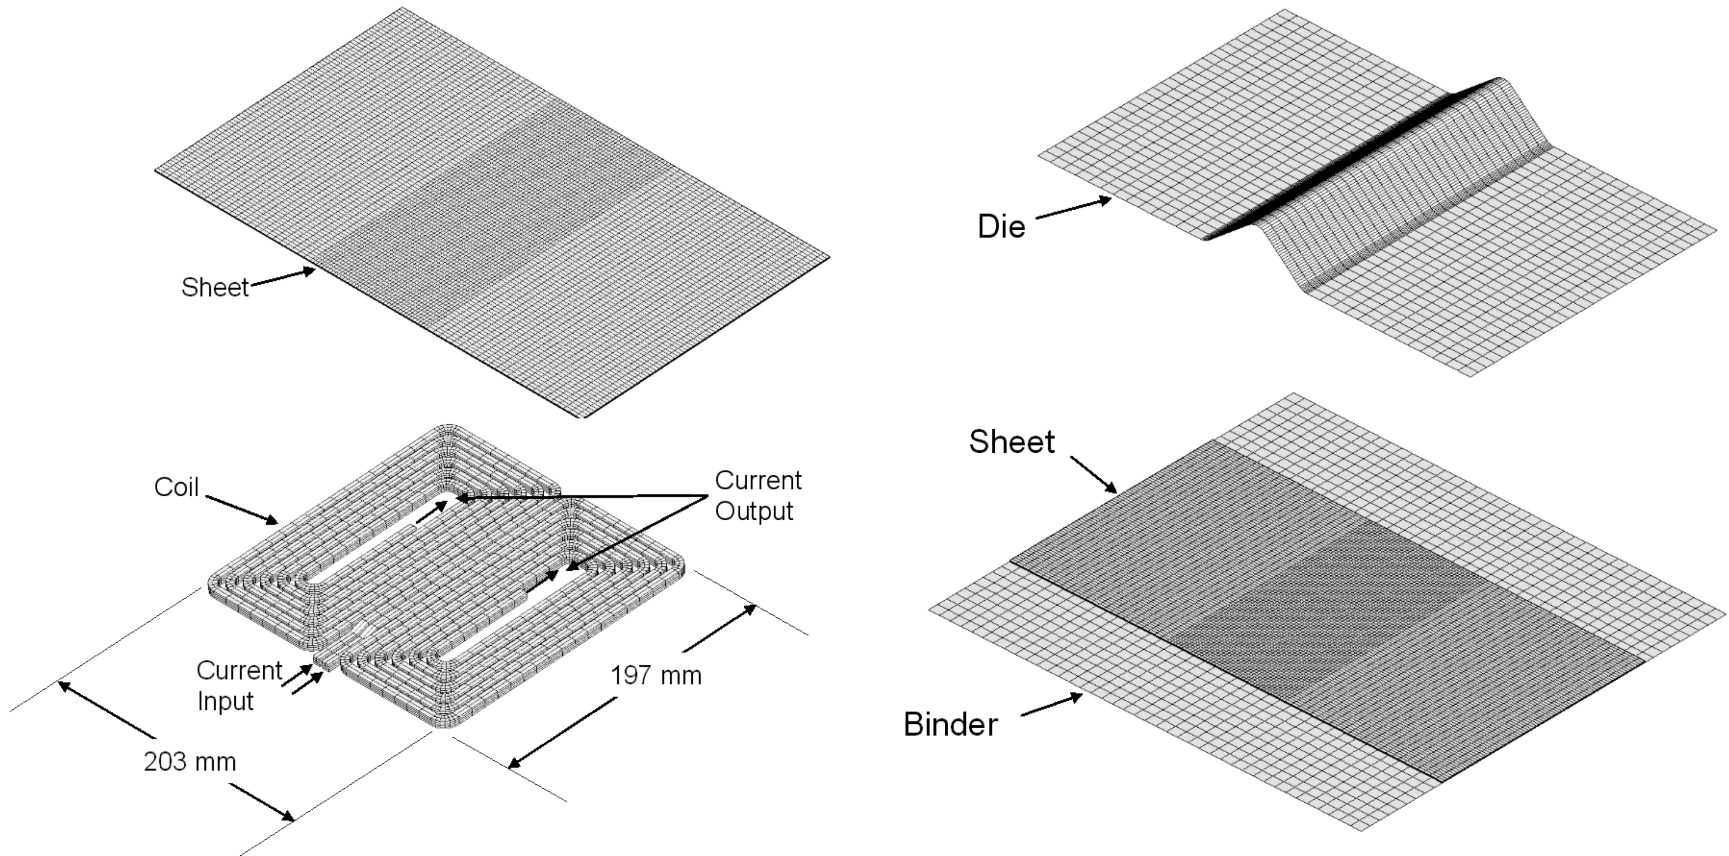 Sheet
Die
Coil
Current
Output
Current
Input
203 mm
197 mm
Sheet
Binder